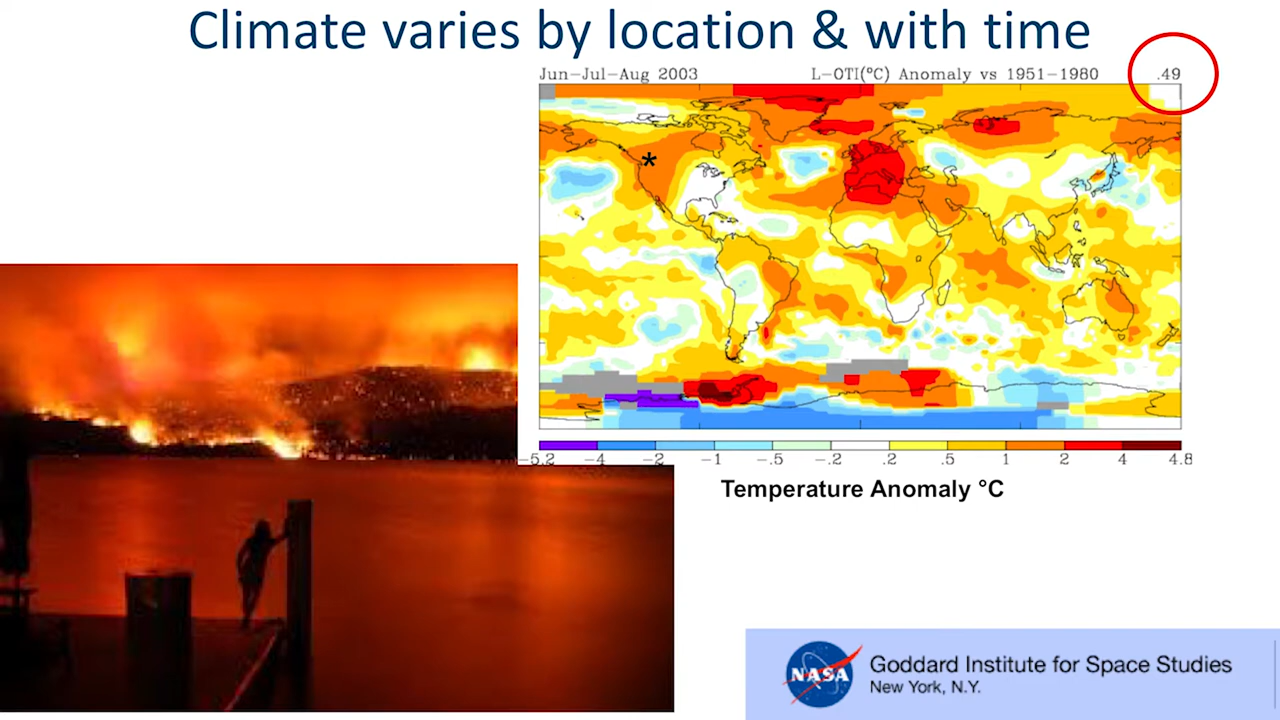 Climate varies by location & with time
Jun-Jul-Aug 2003 L-OTI(°C) Anomaly vs 1951-1980 .49
*
-5.2 -4 -2 -1 -.5 -.2 .2 .5 1 2 4 4.8
Temperature Anomaly °C
NASA
Goddard Institute for Space Studies
New York, N.Y.